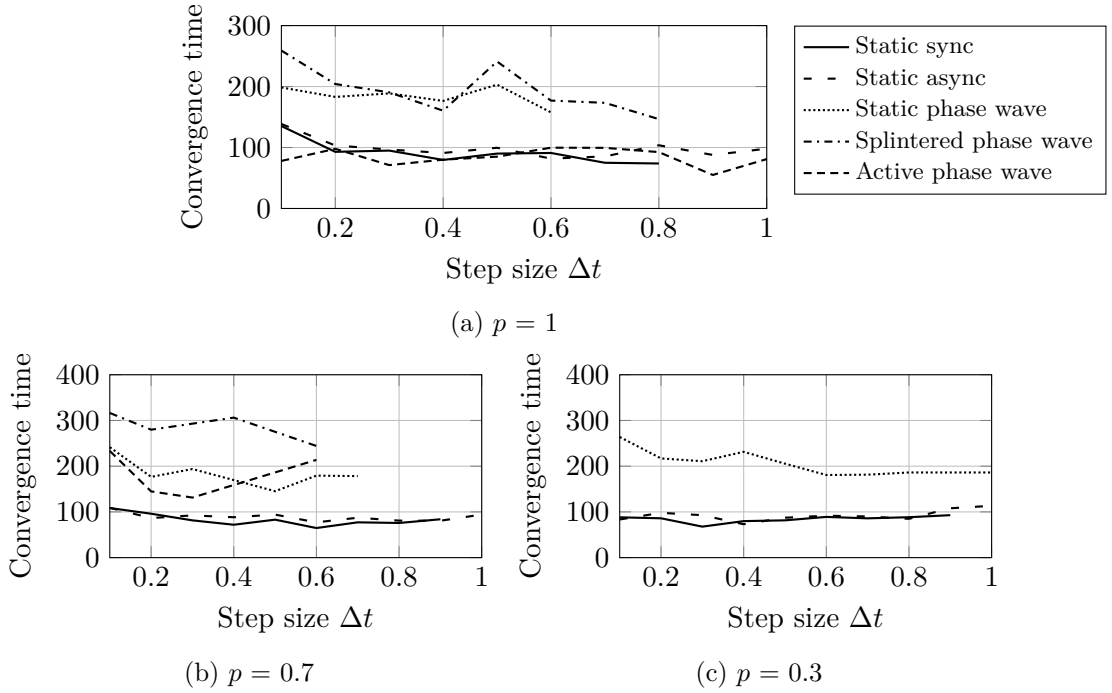 300
200
100
0
Convergence time
0.2 0.4 0.6 0.8 1
Step size Δt
Static sync
Static async
Static phase wave
Splintered phase wave
Active phase wave
(a) p = 1
400
300
200
100
0
Convergence time
0.2 0.4 0.6 0.8 1
Step size Δt
(b) p = 0.7
400
300
200
100
0
Convergence time
0.2 0.4 0.6 0.8 1
Step size Δt
(c) p = 0.3